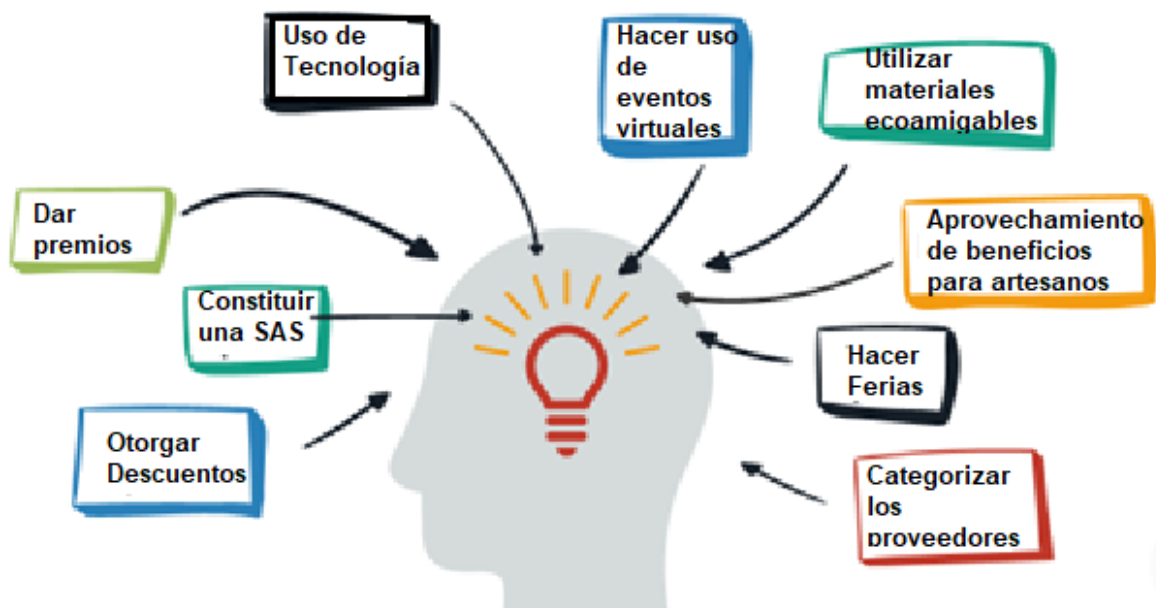 Uso de
Tecnología
Hacer uso
de
eventos
virtuales
Utilizar
materiales
ecoamigables
Dar
premios
Aprovechamiento
de beneficios
para artesanos
Constituir
una SAS
Hacer
Ferias
Otorgar
Descuentos
Categorizar
los
proveedores